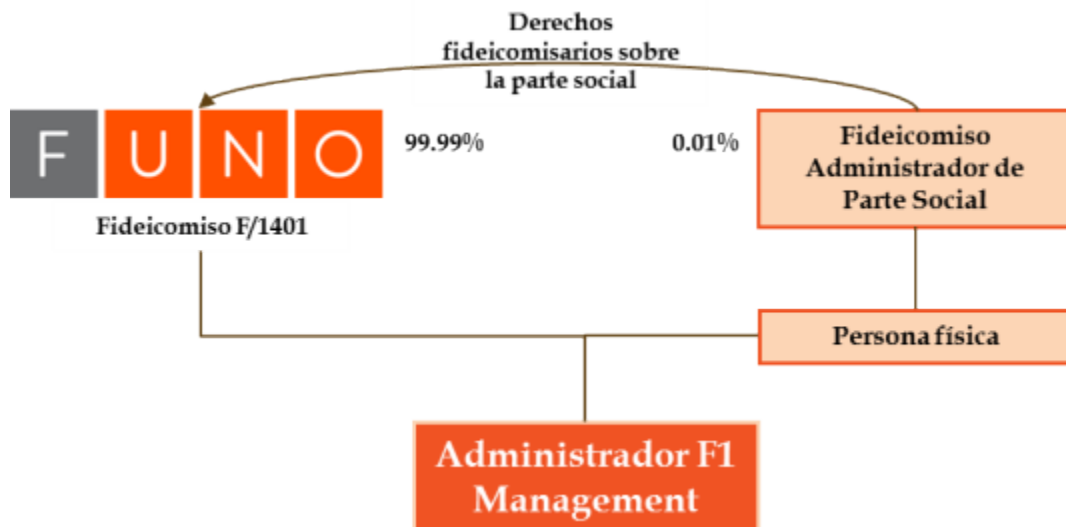 Derechos
fideicomisarios sobre
la parte social
FUNO
99.99%
0.01%
Fideicomiso
Administrador de
Parte Social
Fideicomiso F/1401
Persona física
Administrador F1
Management